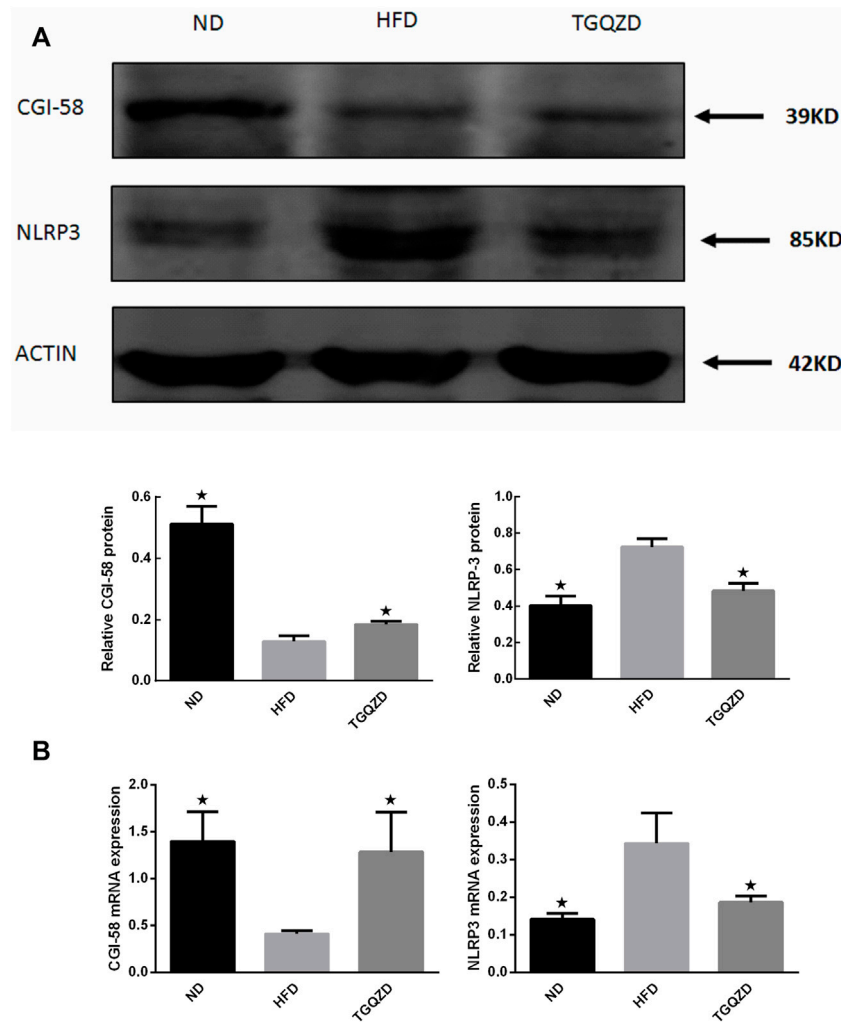 A
ND HFD TGQZD
CGI-58 39KD
NLRP3 85KD
ACTIN 42KD
Relative CGI-58 protein
0.6
0.4
0.2
0.0
★
★
ND HFD TGQZD
Relative NLRP-3 protein
1.0
0.8
0.6
0.4
0.2
0.0
★
★
ND HFD TGQZD
B
CGI-58 mRNA expression
2.0
1.5
1.0
0.5
0.0
★
★
ND HFD TGQZD
NLRP3 mRNA expression
0.5
0.4
0.3
0.2
0.1
0.0
★
★
ND HFD TGQZD